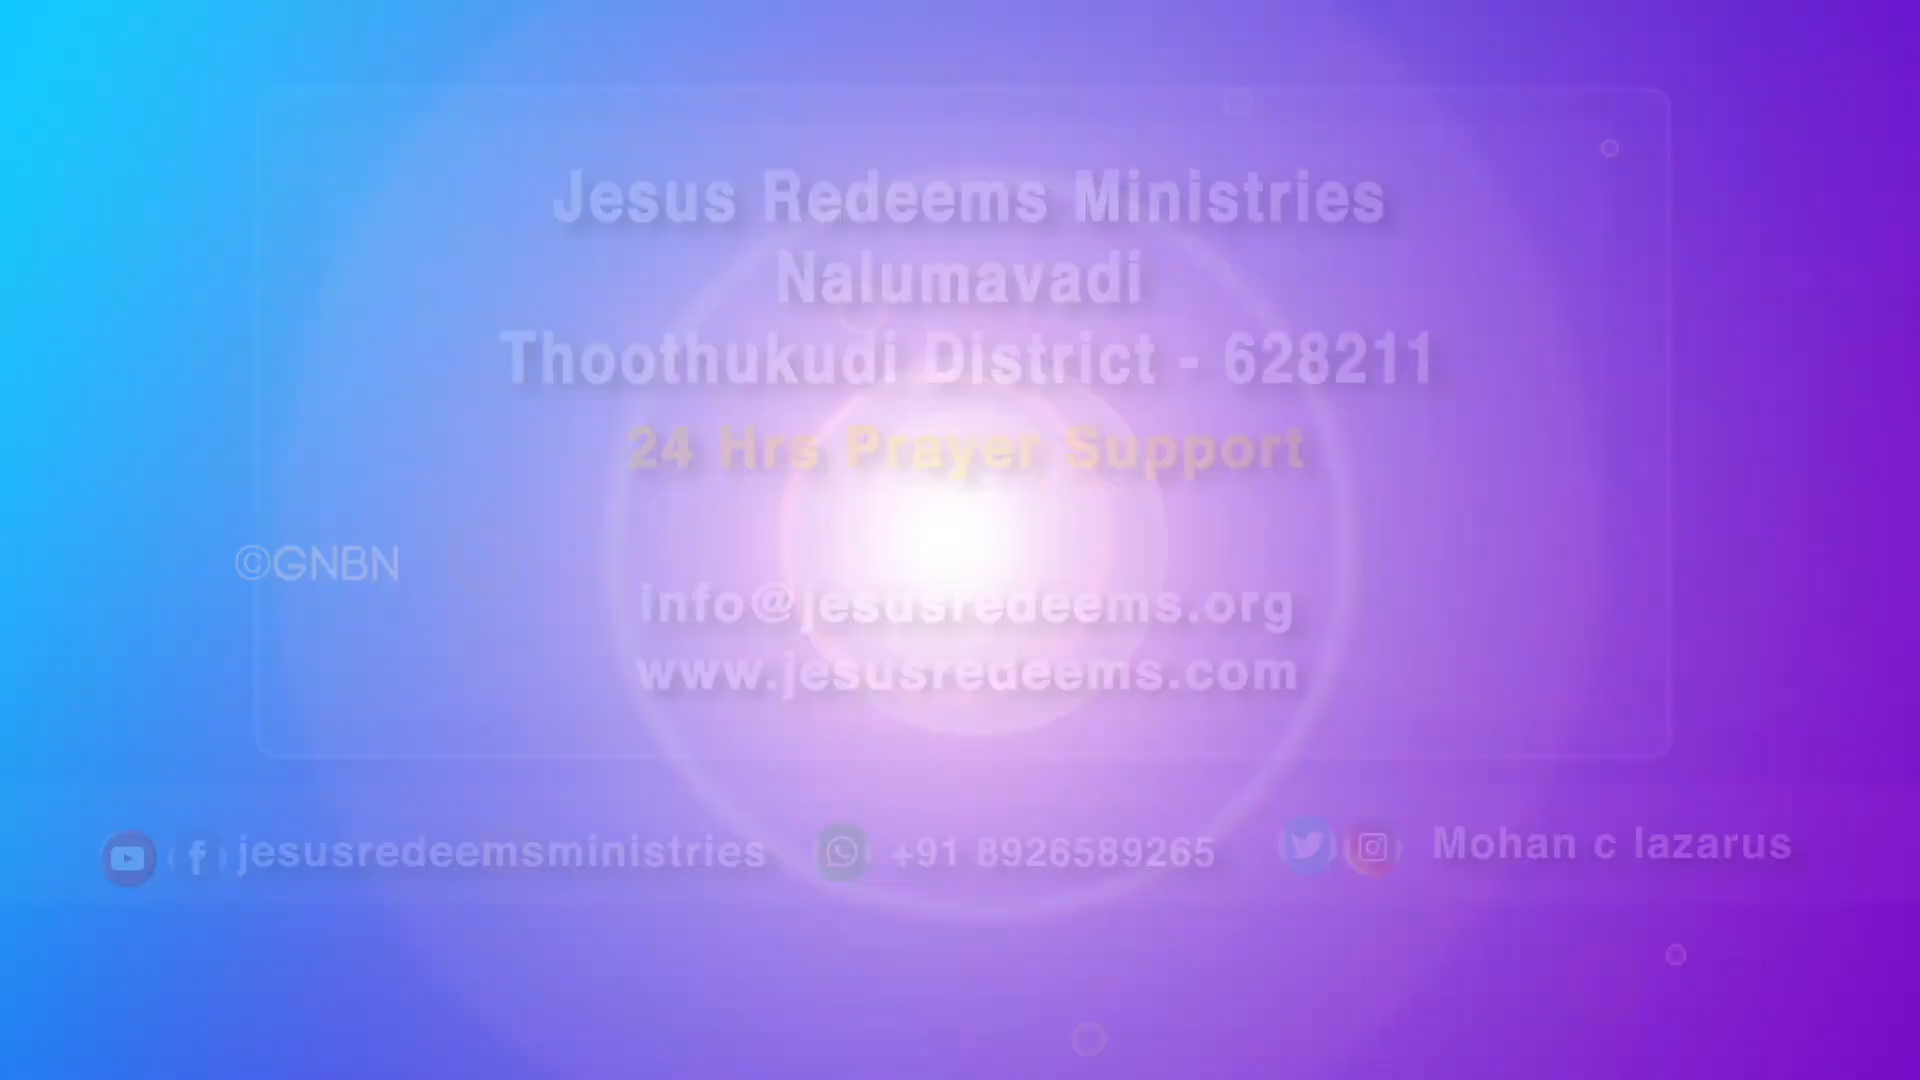 Jesus Redeems Ministries
Nalumavadi
Thoothukudi District - 628211
24 Hrs Prayer Support
©GNBN
info@jesusredeems.org
www.jesusredeems.com
jesusredeemsministries +91 8926589265 Mohan c lazarus